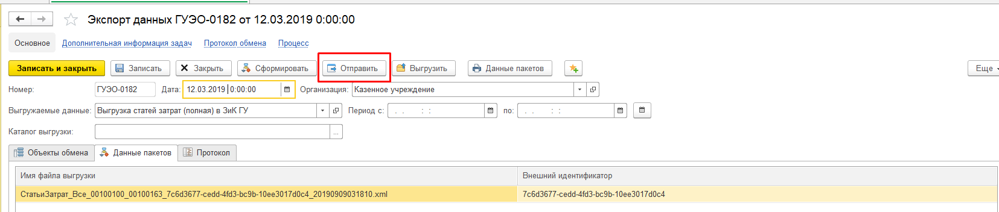 Экспорт данных ГУЭО-0182 от 12.03.2019 0:00:00
Основное Дополнительная информация задач Протокол обмена Процесс
Записать и закрыть Записать Закрыть Сформировать Отправить Выгрузить Данные пакетов Еще
Номер: ГУЭО-0182 Дата: 12.03.2019 0:00:00 Организация: Казенное учреждение
Выгружаемые данные: Выгрузка статей затрат (полная) в ЗиК ГУ Период с: . . : : по: . . : :
Каталог выгрузки: ...
Объекты обмена Данные пакетов Протокол
Имя файла выгрузки Внешний идентификатор
СтатьиЗатрат_Все_00100100_00100163_7c6d3677-cedd-4fd3-bc9b-10ee3017d0c4_20190909031810.xml 7c6d3677-cedd-4fd3-bc9b-10ee3017d0c4